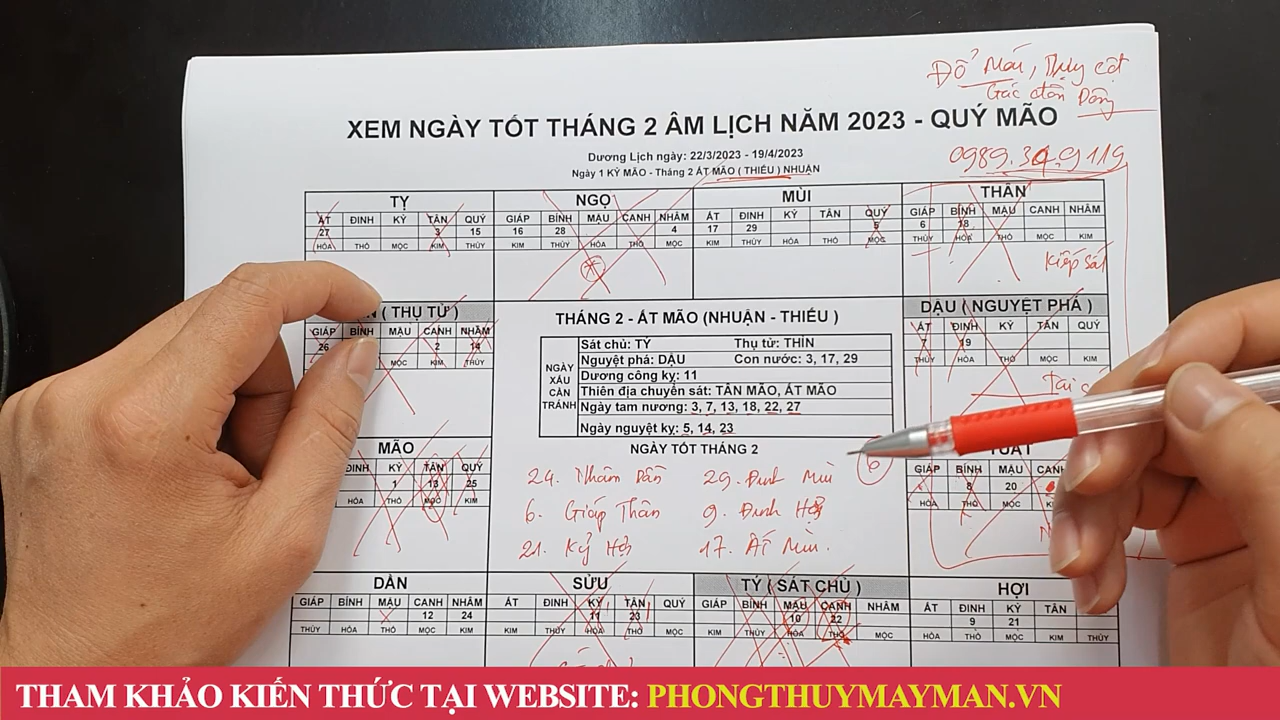 Đổ Mái, Thụy cột
Gác đòn Dông
XEM NGÀY TỐT THÁNG 2 ÂM LỊCH NĂM 2023 - QUÝ MÃO
Dương Lịch ngày: 22/3/2023 - 19/4/2023
0989.349119
Ngày 1 KỶ MÃO - Tháng 2 ẤT MÃO ( THIẾU ) NHUẬN
TỴ NGỌ MÙI THÂN
ẤT ĐINH KỶ TÂN QUÝ GIÁP BÍNH MẬU CANH NHÂM ẤT ĐINH KỶ TÂN QUÝ GIÁP BÍNH MẬU CANH NHÂM
27 3 15 16 28 4 17 29 5 6 18
HỎA THỔ MỘC KIM THỦY KIM THỦY HỎA THỔ MỘC KIM THỦY HỎA THỔ MỘC THỦY HỎA THỔ MỘC KIM
Kiếp sát
( THỤ TỬ ) THÁNG 2 - ẤT MÃO (NHUẬN - THIẾU ) DẬU ( NGUYỆT PHÁ )
GIÁP BÍNH MẬU CANH NHÂM ẤT ĐINH KỶ TÂN QUÝ
26 2 14 19
MỘC KIM THỦY THỦY HỎA THỔ MỘC
NGÀY XẤU CẦN TRÁNH
Sát chủ: TÝ Thụ tử: THÌN
Nguyệt phá: DẬU Con nước: 3, 17, 29
Dương công kỵ: 11
Thiên địa chuyển sát: TÂN MÃO, ẤT MÃO
Ngày tam nương: 3, 7, 13, 18, 22, 27
Ngày nguyệt kỵ: 5, 14, 23
MÃO NGÀY TỐT THÁNG 2 TUẤT
ĐINH KỶ TÂN QUÝ GIÁP BÍNH MẬU CANH
1 13 25 8 20
HỎA THỔ MỘC KIM HỎA THỔ MỘC
6
24. Nhâm Dần 29. Đinh Mùi
6. Giáp Thân 9. Đinh Hợi
21. Kỷ Hợi 17. Ất Mùi.
DẦN SỬU TÝ ( SÁT CHỦ ) HỢI
GIÁP BÍNH MẬU CANH NHÂM ẤT ĐINH KỶ TÂN QUÝ GIÁP BÍNH MẬU CANH NHÂM ẤT ĐINH KỶ TÂN
12 24 11 23 10 22 9 21
THỦY HỎA THỔ MỘC KIM KIM THỦY HỎA THỔ MỘC KIM THỦY HỎA THỔ MỘC HỎA THỔ MỘC KIM THỦY
THAM KHẢO KIẾN THỨC TẠI WEBSITE: PHONGTHUYMAYMAN.VN